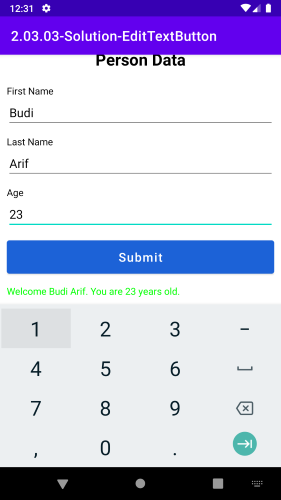 12:31
2.03.03-Solution-EditTextButton
Person Data
First Name
Budi
Last Name
Arif
Age
23
Submit
Welcome Budi Arif, You are 23 years old.
1 2 3 -
4 5 6
7 8 9
, 0 .